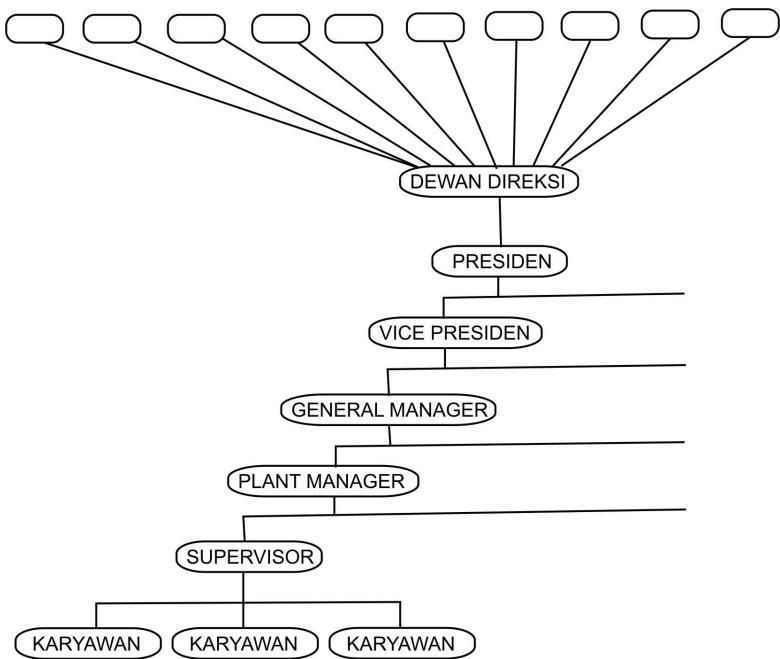 DEWAN DIREKSI
PRESIDEN
VICE PRESIDEN
GENERAL MANAGER
PLANT MANAGER
SUPERVISOR
KARYAWAN KARYAWAN KARYAWAN